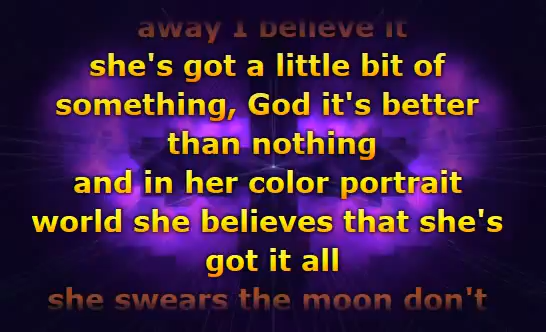 away I believe it
she's got a little bit of
something, God it's better
than nothing
and in her color portrait
world she believes that she's
got it all
she swears the moon don't